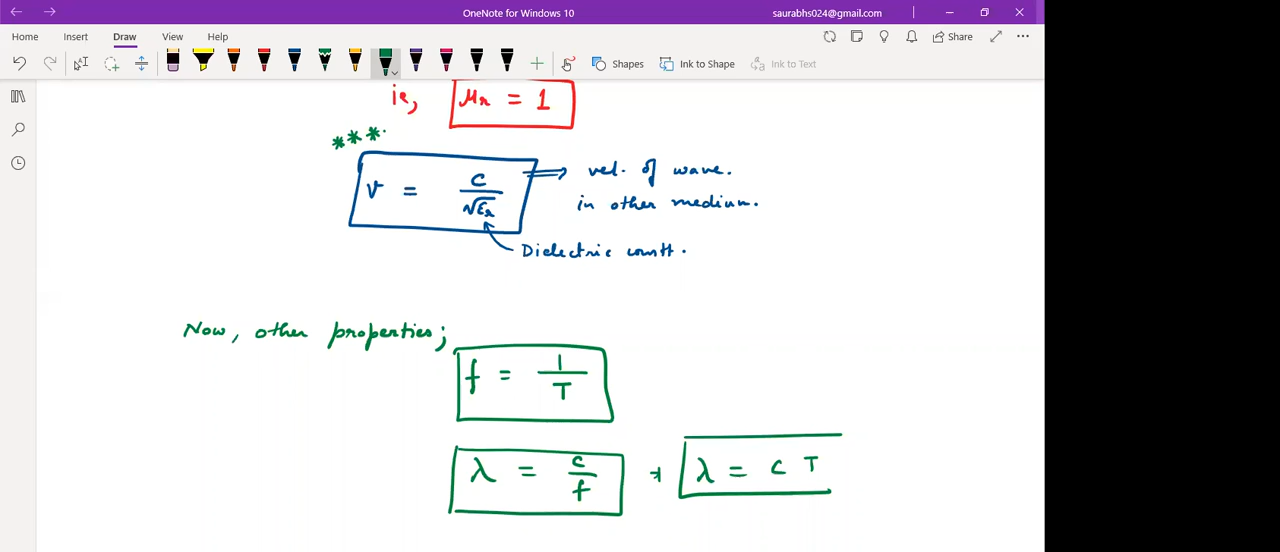 OneNote for Windows 10
saurabhs024@gmail.com
Home Insert Draw View Help
Share
Shapes
Ink to Shape
Ink to Text
ie, μr = 1
***
v = c/√εr ⇒ vel. of wave.
in other medium.
Dielectric constt.
Now, other properties;
f = 1/T
λ = c/f → λ = c T